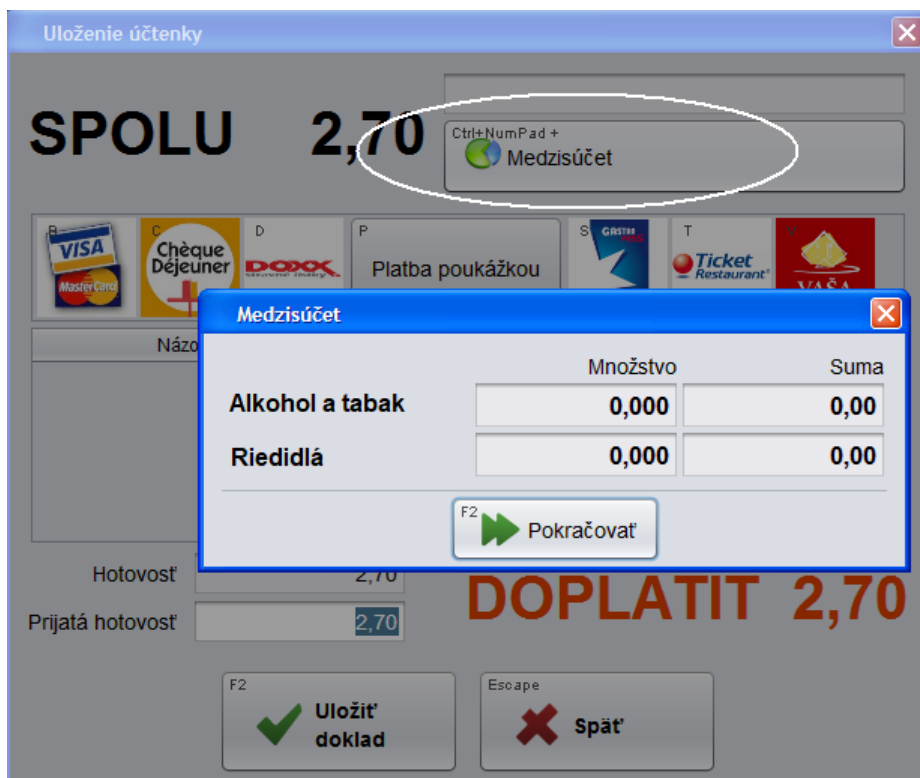 Uloženie účtenky
SPOLU 2,70
Ctrl+NumPad +
Medzisúčet
B C D P S T V
VISA
MasterCard
Chèque
Déjeuner
DOXX
Platba poukážkou
GASTRO
Ticket
Restaurant
VAŠA
Medzisúčet
Názo
Množstvo Suma
Alkohol a tabak 0,000 0,00
Riedidlá 0,000 0,00
F2
Pokračovať
Hotovosť 2,70
DOPLATIŤ 2,70
Prijatá hotovosť 2,70
F2
Uložiť
doklad
Escape
Späť